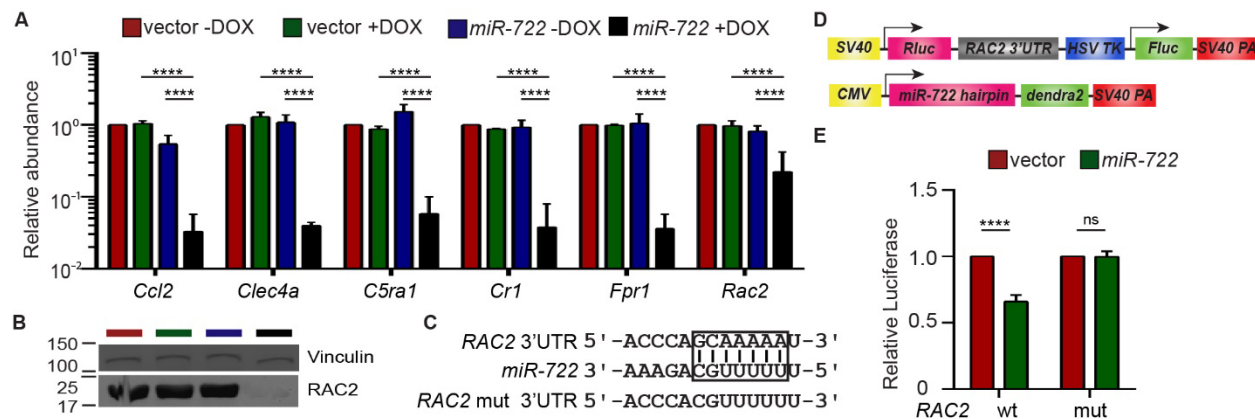 A
vector -DOX
vector +DOX
miR-722 -DOX
miR-722 +DOX
Relative abundance
10¹
10⁰
10⁻¹
10⁻²
**** **** **** **** **** ****
**** **** **** **** **** ****
Ccl2 Clec4a C5ra1 Cr1 Fpr1 Rac2
B
150
100
25
17
Vinculin
RAC2
C
RAC2 3'UTR 5'-ACCCAGCAAAAAU-3'
miR-722 3'-AAAGACGUUUUUU-5'
RAC2 mut 3'UTR 5'-ACCCACGUUUUUU-3'
D
SV40 Rluc RAC2 3'UTR HSV TK Fluc SV40 PA
CMV miR-722 hairpin dendra2 SV40 PA
E
vector miR-722
Relative Luciferase
1.5
1.0
0.5
0
**** ns
RAC2 wt mut